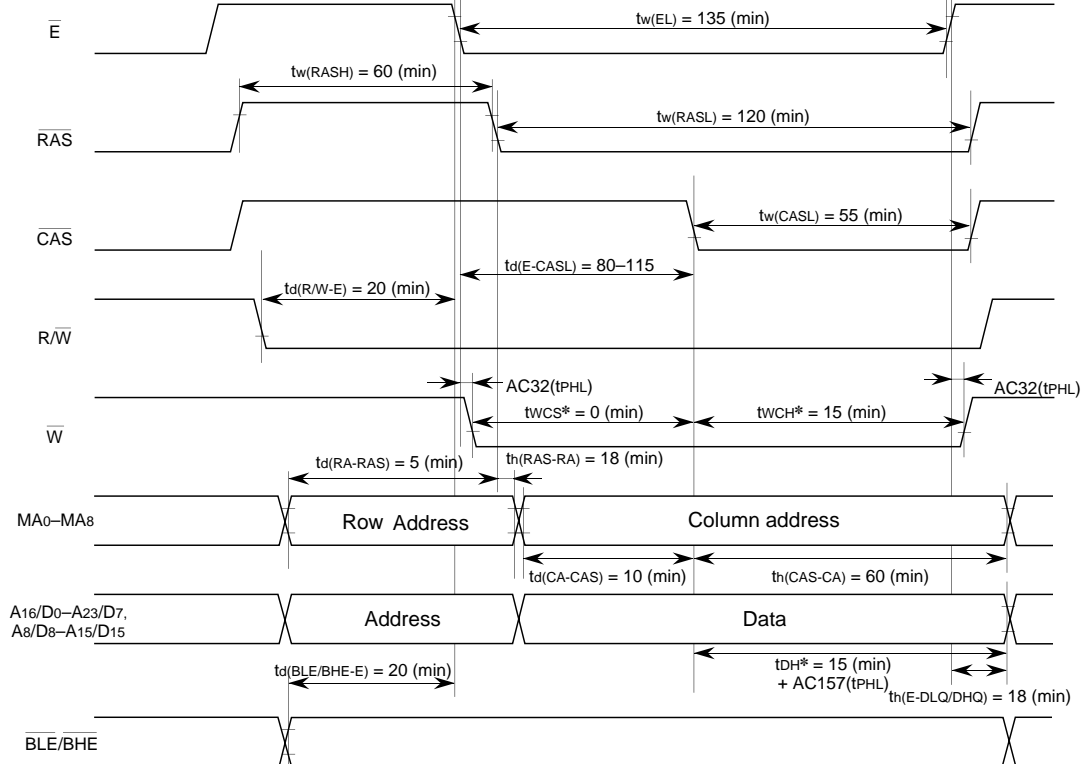 E
tw(EL) = 135 (min)
tw(RASH) = 60 (min)
RAS
tw(RASL) = 120 (min)
CAS
tw(CASL) = 55 (min)
td(E-CASL) = 80–115
td(R/W-E) = 20 (min)
R/W
AC32(tPHL)
AC32(tPHL)
W
tWCS* = 0 (min)
tWCH* = 15 (min)
td(RA-RAS) = 5 (min)
th(RAS-RA) = 18 (min)
MA0–MA8
Row Address
Column address
td(CA-CAS) = 10 (min)
th(CAS-CA) = 60 (min)
A16/D0–A23/D7,
A8/D8–A15/D15
Address
Data
tDH* = 15 (min)
+ AC157(tPHL)
td(BLE/BHE-E) = 20 (min)
th(E-DLQ/DHQ) = 18 (min)
BLE/BHE